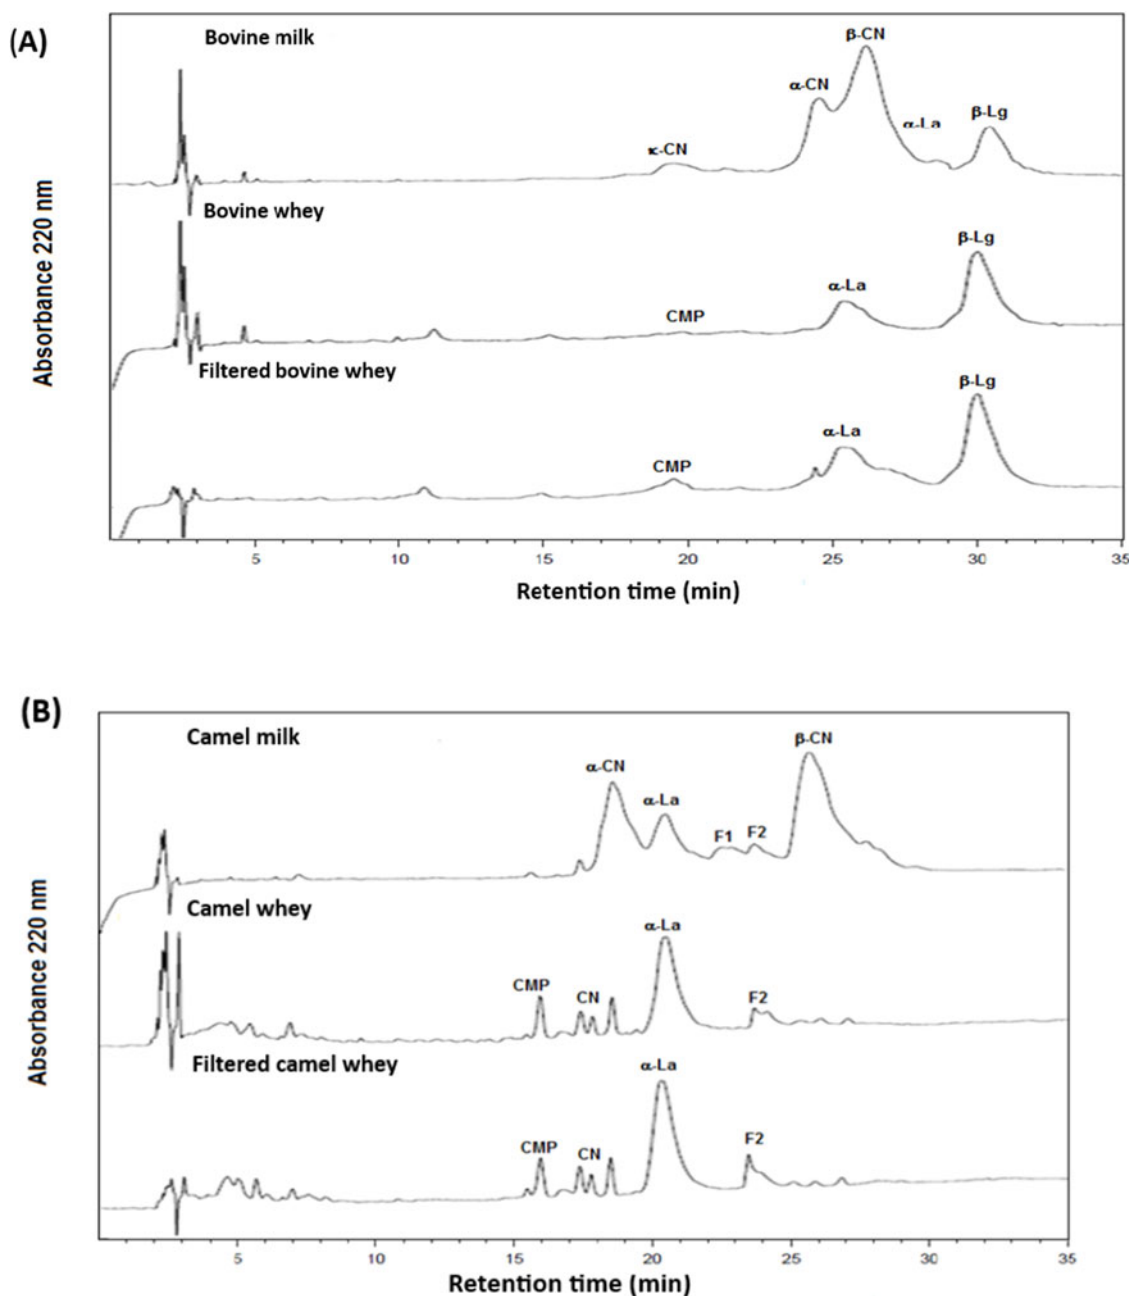 (A)
Bovine milk
β-CN
α-CN
α-La
β-Lg
κ-CN
Bovine whey
β-Lg
α-La
CMP
Filtered bovine whey
β-Lg
α-La
CMP
Absorbance 220 nm
5 10 15 20 25 30 35
Retention time (min)
(B)
Camel milk
β-CN
α-CN
α-La
F1 F2
Camel whey
α-La
CMP CN F2
Filtered camel whey
α-La
CMP CN F2
Absorbance 220 nm
5 10 15 20 25 30 35
Retention time (min)